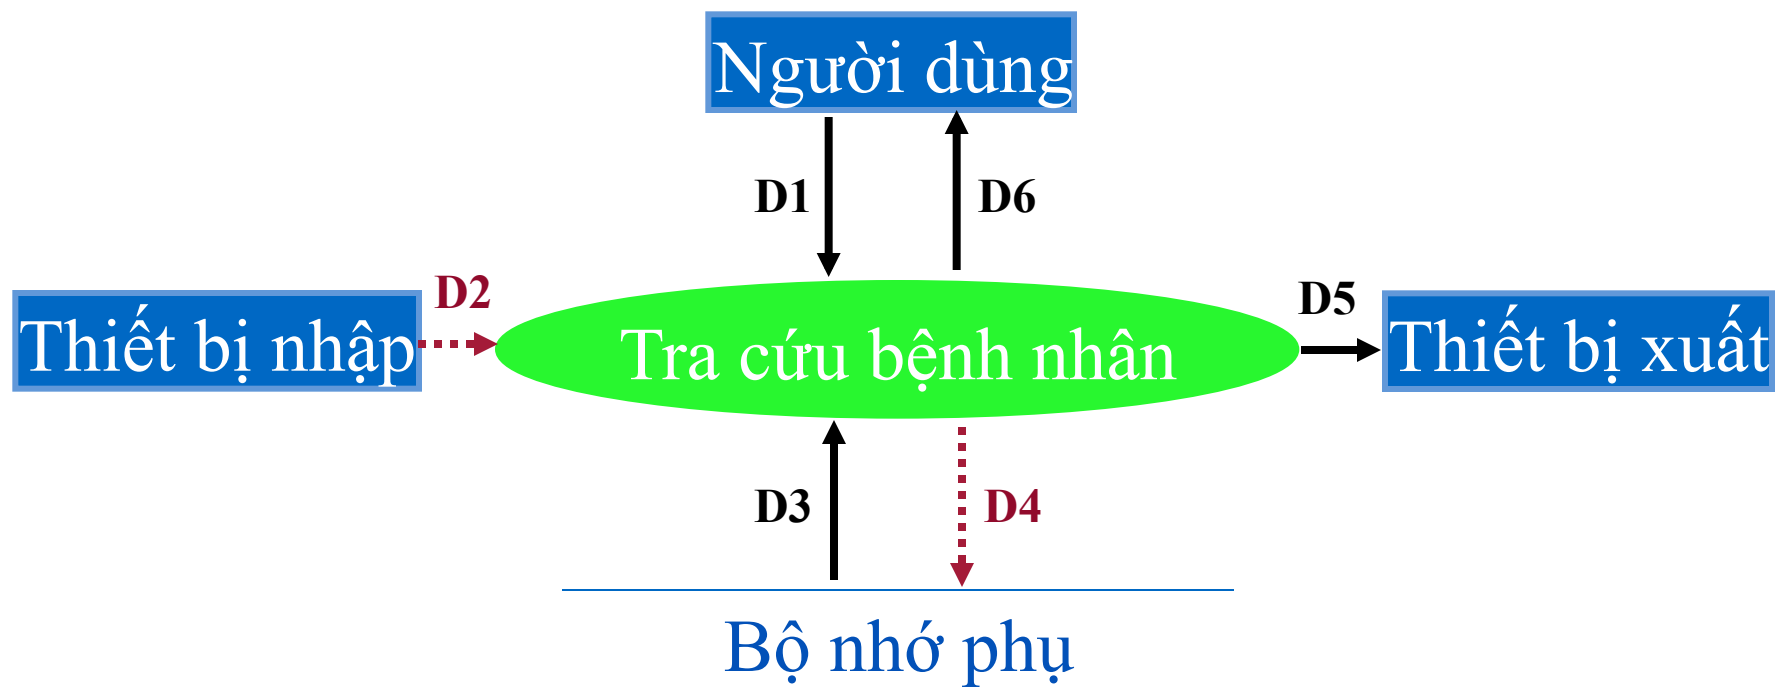 Người dùng
D1
D6
D2
D5
Thiết bị nhập
Tra cứu bệnh nhân
Thiết bị xuất
D3
D4
Bộ nhớ phụ